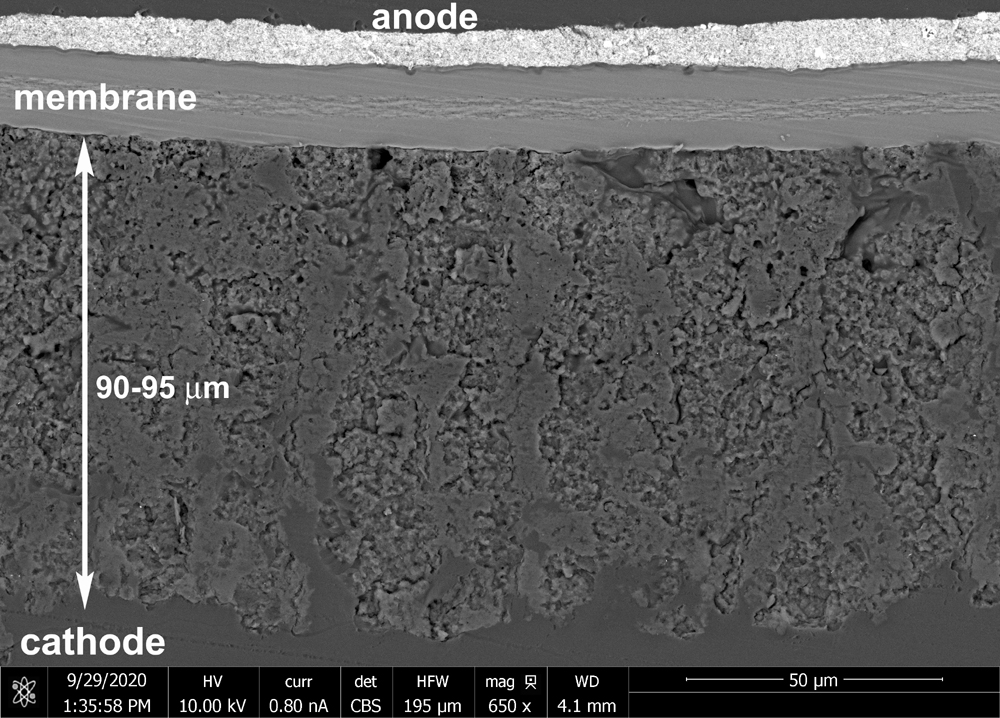 anode
membrane
90-95 μm
cathode
9/29/2020
1:35:58 PM
HV
10.00 kV
curr
0.80 nA
det
CBS
HFW
195 μm
mag
650 x
WD
4.1 mm
50 μm